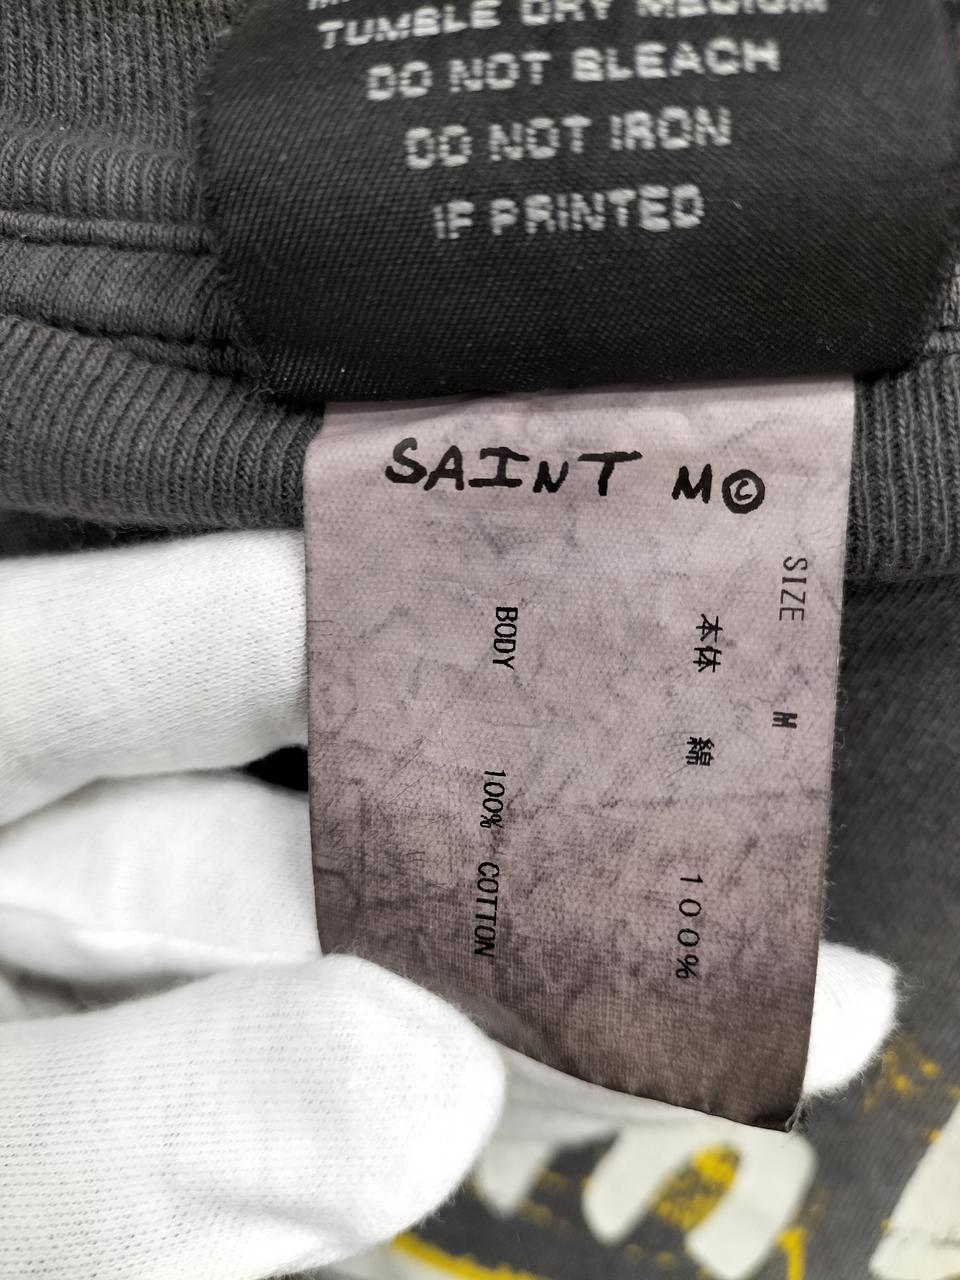 TUMBLE DRY MEDIUM
DO NOT BLEACH
DO NOT IRON
IF PRINTED
SAINT M©
SIZE M
本体 綿 100%
BODY 100% COTTON